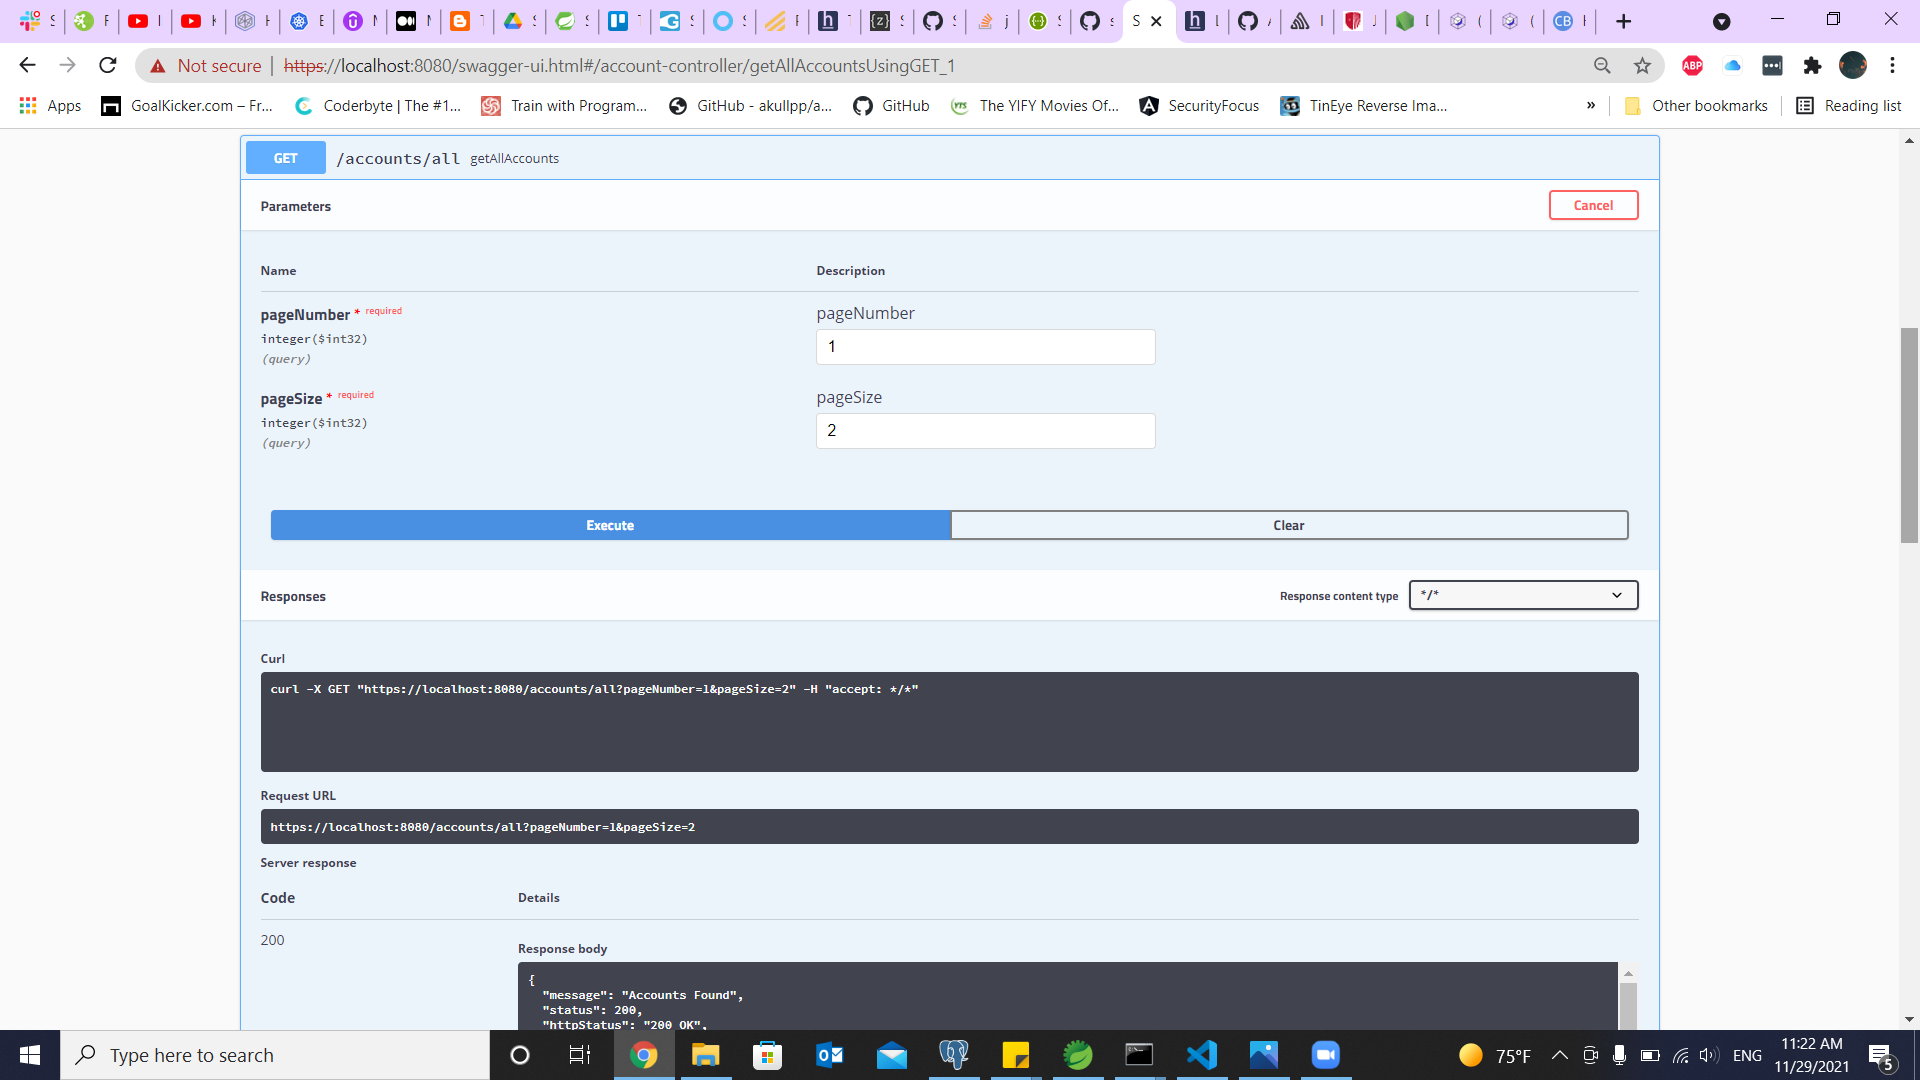 Not secure
https://localhost:8080/swagger-ui.html#/account-controller/getAllAccountsUsingGET_1
ABP
Apps
GoalKicker.com – Fr...
Coderbyte | The #1...
Train with Program...
GitHub - akullpp/a...
GitHub
The YIFY Movies Of...
SecurityFocus
TinEye Reverse Ima...
»
Other bookmarks
Reading list
GET /accounts/all getAllAccounts
Parameters
Cancel
Name Description
pageNumber * required
pageNumber
integer($int32)
1
(query)
pageSize * required
pageSize
integer($int32)
2
(query)
Execute
Clear
Responses
Response content type
*/*
Curl
curl -X GET "https://localhost:8080/accounts/all?pageNumber=1&pageSize=2" -H "accept: */*"
Request URL
https://localhost:8080/accounts/all?pageNumber=1&pageSize=2
Server response
Code Details
200
Response body
{
"message": "Accounts Found",
"status": 200,
"httpStatus": "200 OK",
Type here to search
75°F
ENG
11:22 AM
11/29/2021
5